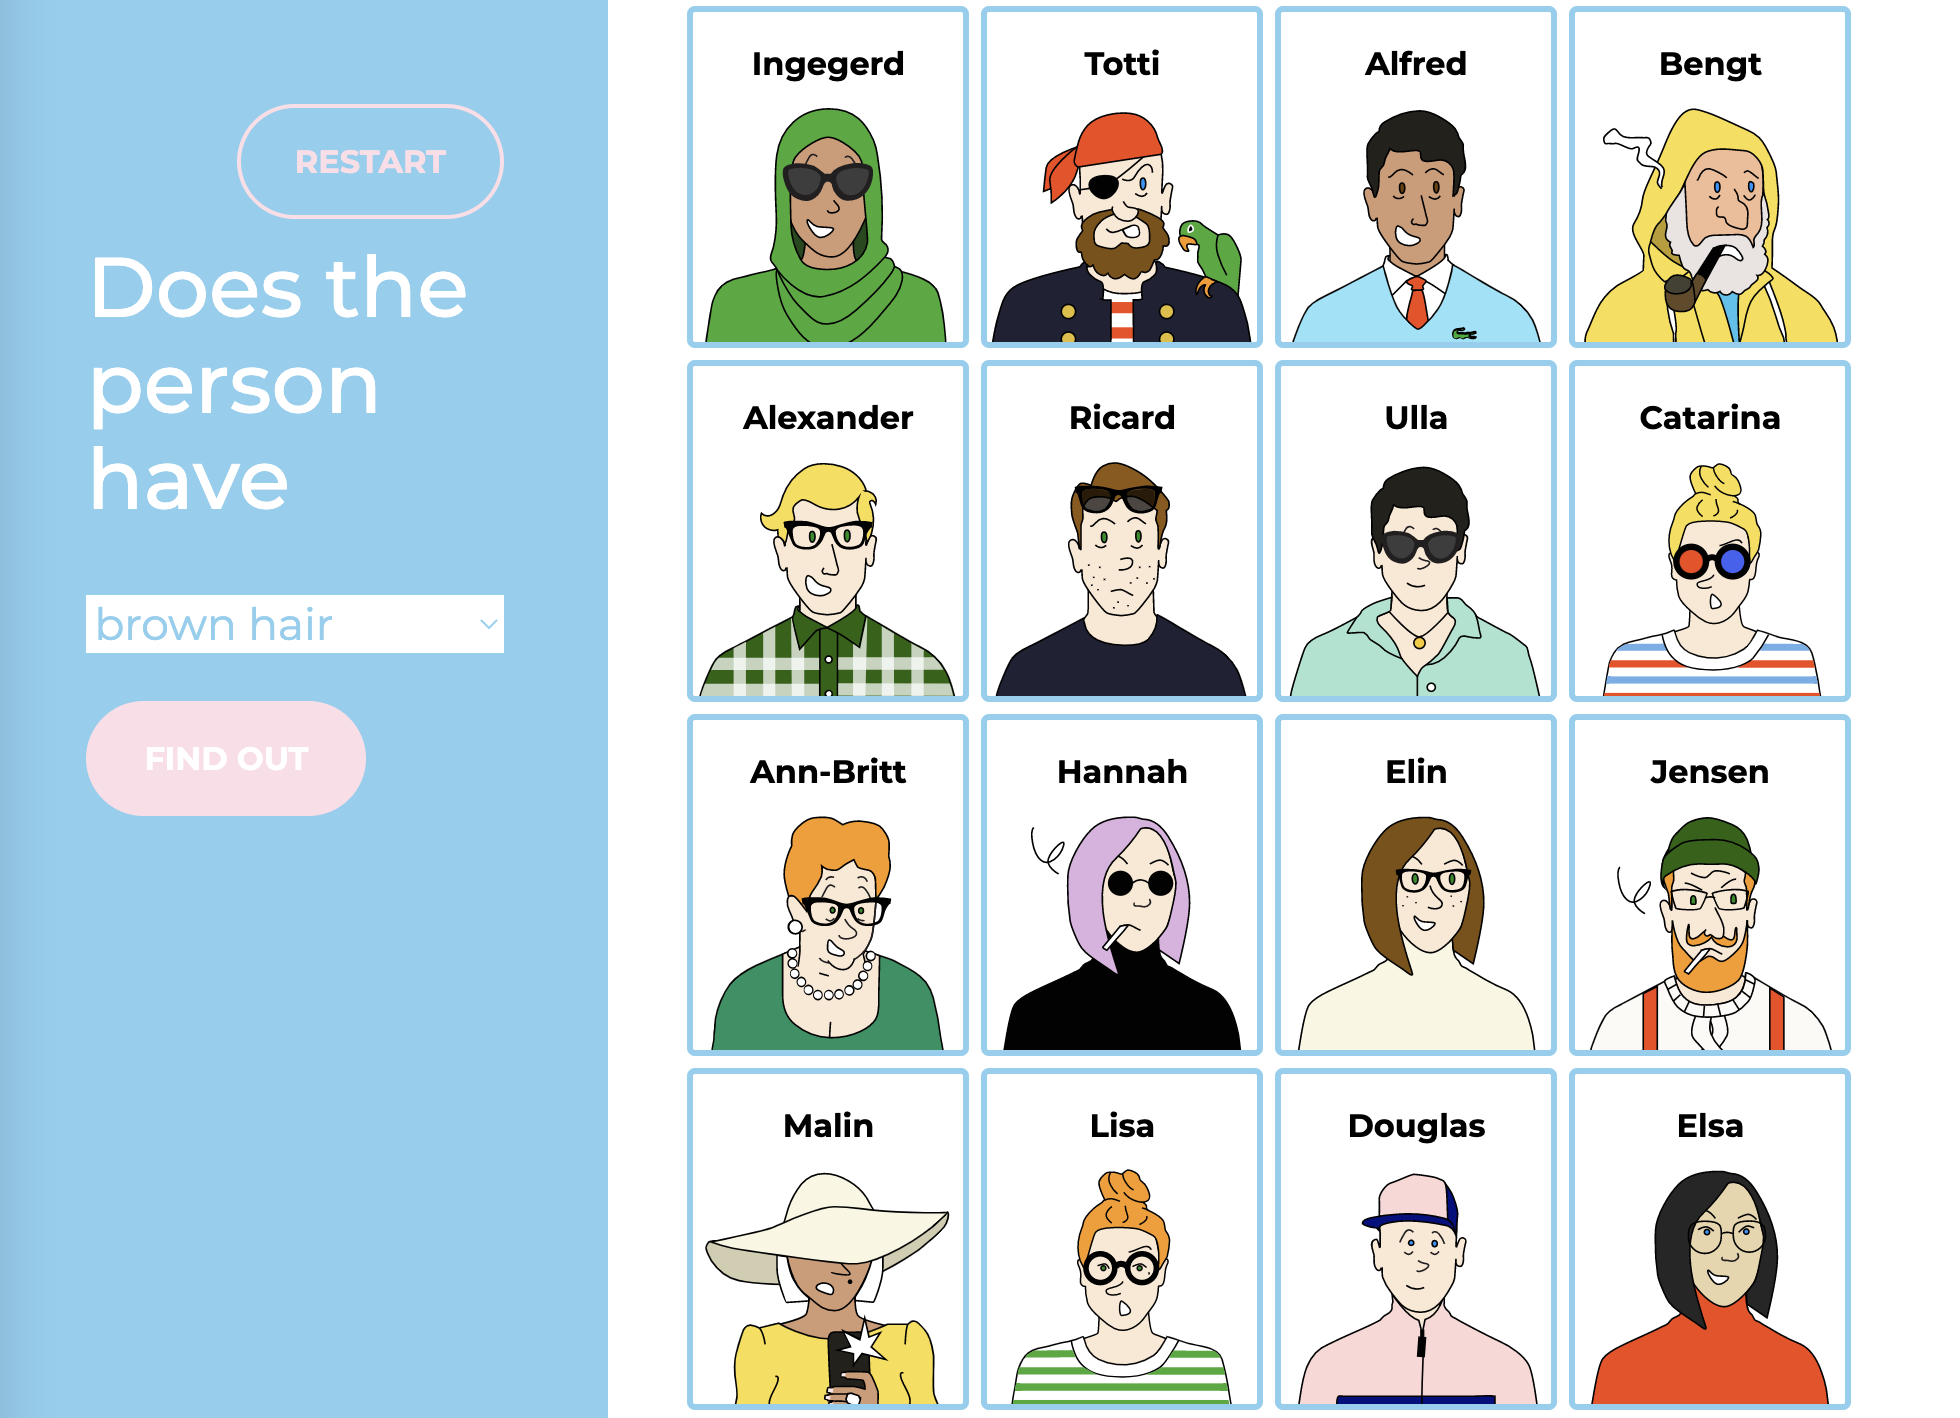 RESTART
Does the
person
have
brown hair
FIND OUT
Ingegerd
Totti
Alfred
Bengt
Alexander
Ricard
Ulla
Catarina
Ann-Britt
Hannah
Elin
Jensen
Malin
Lisa
Douglas
Elsa